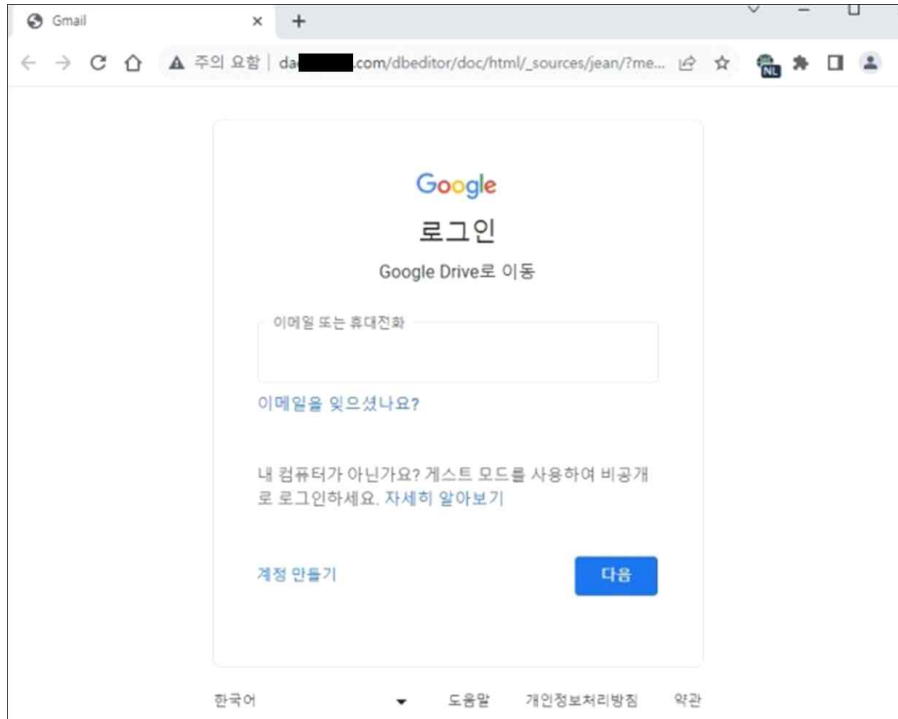 Gmail
주의 요함 da .com/dbeditor/doc/html/_sources/jean/?me...
NL
Google
로그인
Google Drive로 이동
이메일 또는 휴대전화
이메일을 잊으셨나요?
내 컴퓨터가 아닌가요? 게스트 모드를 사용하여 비공개
로 로그인하세요. 자세히 알아보기
계정 만들기 다음
한국어 도움말 개인정보처리방침 약관